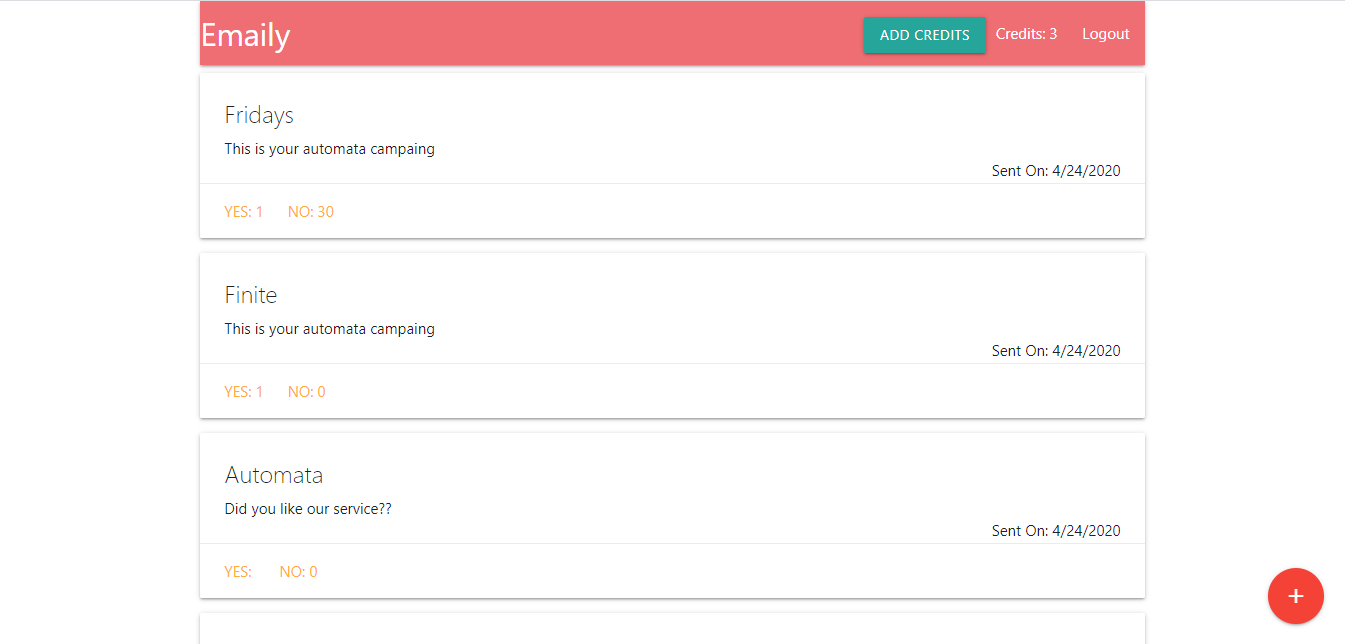 Emaily
ADD CREDITS Credits: 3 Logout
Fridays
This is your automata campaing
Sent On: 4/24/2020
YES: 1 NO: 30
Finite
This is your automata campaing
Sent On: 4/24/2020
YES: 1 NO: 0
Automata
Did you like our service??
Sent On: 4/24/2020
YES: NO: 0
+